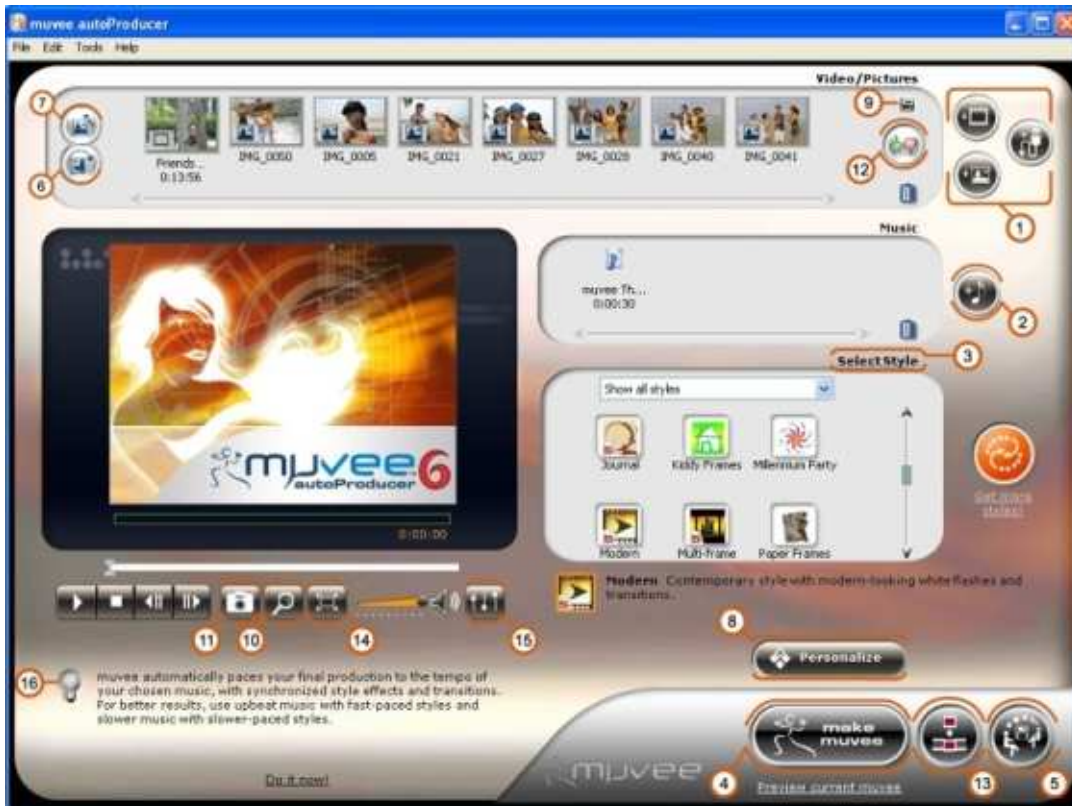 muvee autoProducer
File Edit Tools Help
Video/Pictures
7
9
Friends...
0:13:56
IMG_0050
IMG_0005
IMG_0021
IMG_0027
IMG_0028
IMG_0040
IMG_0041
6
12
1
Music
muvee Th...
0:00:30
2
3
Select Style
Show all styles
Journal
Kiddy Frames
Millennium Party
Modern
Multi-frame
Paper Frames
Get more
styles!
muvee 6
autoProducer
0:00:00
Modern Contemporary style with modern-looking white flashes and
transitions.
11
10
14
15
8
Personalize
16
muvee automatically paces your final production to the tempo of
your chosen music, with synchronized style effects and transitions.
For better results, use upbeat music with fast-paced styles and
slower music with slower-paced styles.
Do it now!
muvee
make
muvee
4
Preview current muvee
13
5